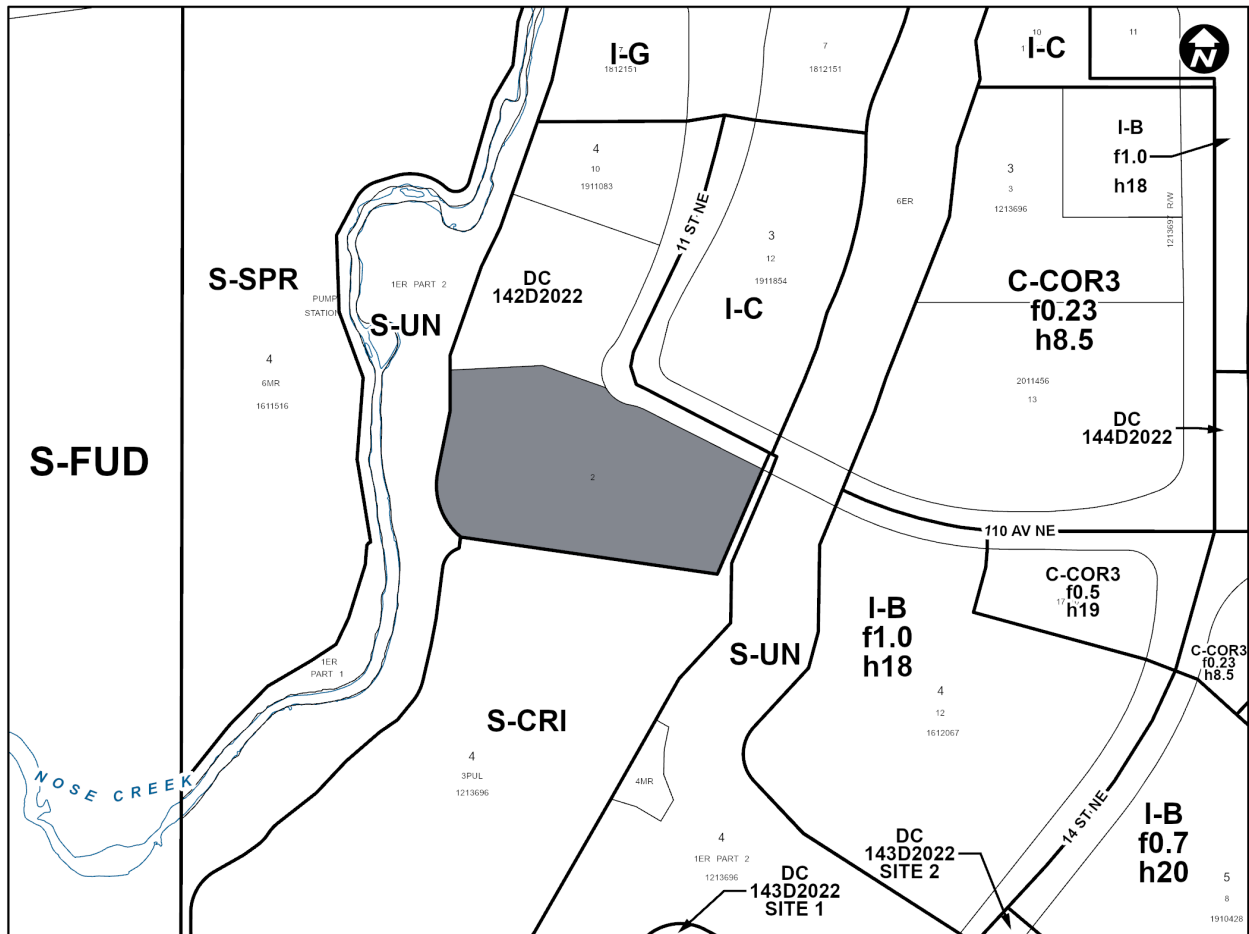 I-G
7
1812151
7
1812151
10
1
I-C
11
N
I-B
f1.0
h18
4
10
1911083
11 ST NE
6ER
3
3
1213696
1213697 R/W
3
12
1911854
I-C
S-SPR
PUMP
STATION
1ER PART 2
S-UN
DC
142D2022
C-COR3
f0.23
h8.5
4
6MR
1611516
2011456
13
DC
144D2022
S-FUD
2
110 AV NE
C-COR3
f0.5
17
h19
I-B
f1.0
h18
S-UN
C-COR3
f0.23
h8.5
1ER
PART 1
4
12
1612067
S-CRI
4
3PUL
1213696
4MR
NOSE CREEK
14 ST NE
I-B
f0.7
h20
4
1ER PART 2
1213696
DC
143D2022
SITE 1
DC
143D2022
SITE 2
5
8
1910428